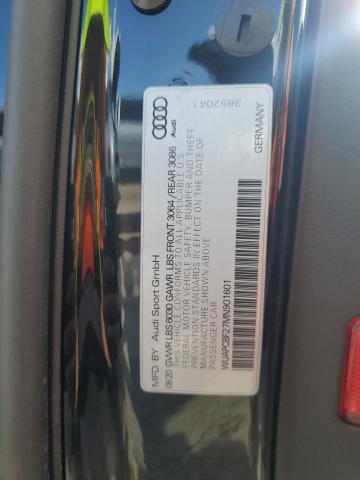 Audi
3852041
MFD. BY Audi Sport GmbH
09/20 GVWR LBS 6080 GAWR LBS FRONT 3064 / REAR 3086
THIS VEHICLE CONFORMS TO ALL APPLICABLE U.S.
FEDERAL MOTOR VEHICLE SAFETY, BUMPER AND THEFT
PREVENTION STANDARDS IN EFFECT ON THE DATE OF
MANUFACTURE SHOWN ABOVE
PASSENGER CAR
WUAPCBF27MN901601
GERMANY